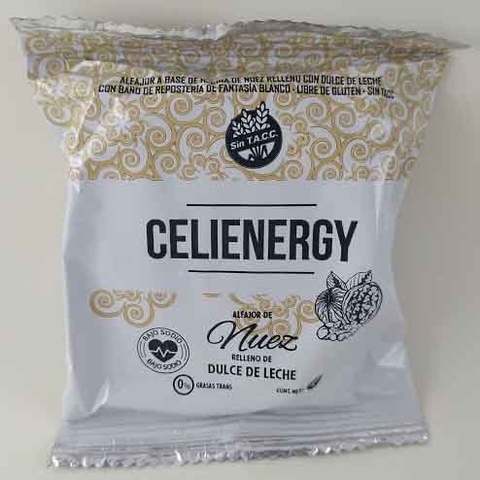 ALFAJOR A BASE DE HARINA DE NUEZ RELLENO CON DULCE DE LECHE
CON BAÑO DE REPOSTERÍA DE FANTASÍA BLANCO - LIBRE DE GLUTEN - SIN TACC
Sin T.A.C.C.
CELIENERGY
ALFAJOR DE
Nuez
RELLENO DE
DULCE DE LECHE
BAJO SODIO
BAJO SODIO
0% GRASAS TRANS
CONT.